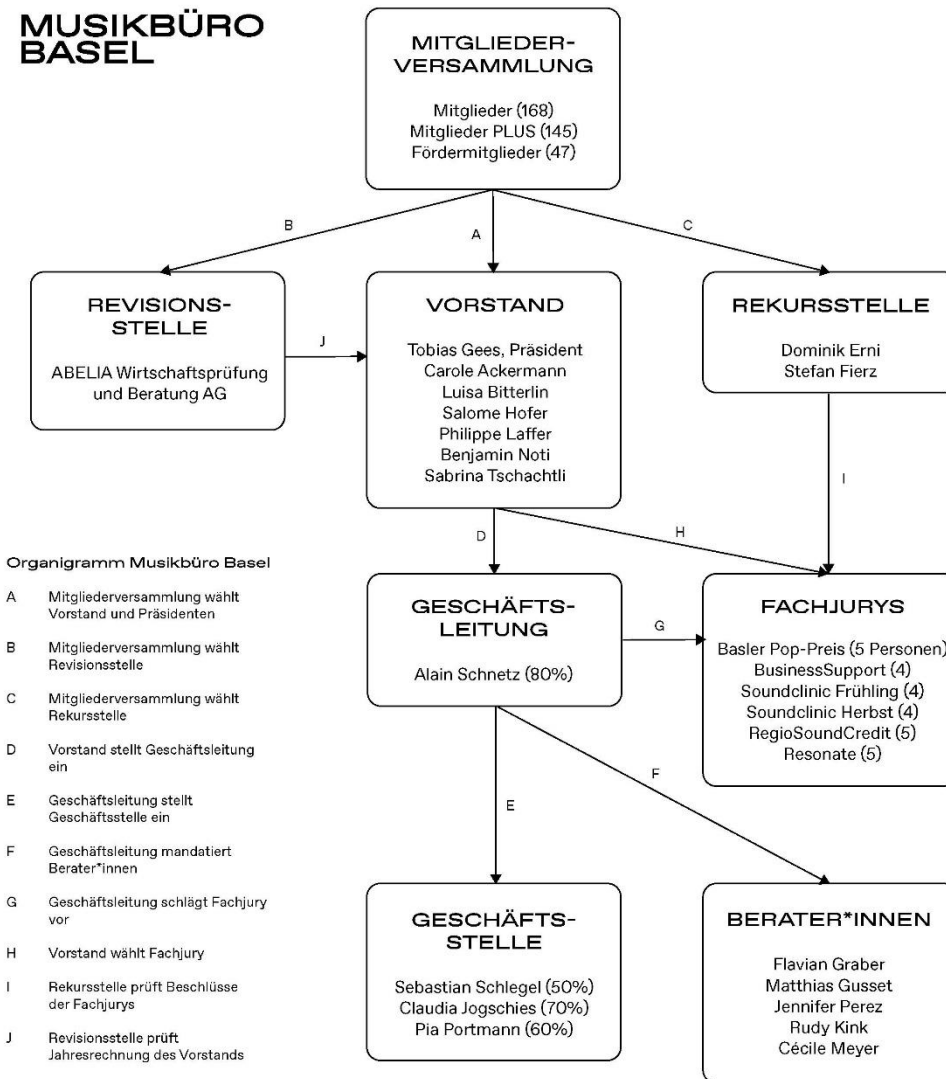 MUSIKBÜRO
BASEL
MITGLIEDER-
VERSAMMLUNG
Mitglieder (168)
Mitglieder PLUS (145)
Fördermitglieder (47)
B
A
C
REVISIONS-
STELLE
ABELIA Wirtschaftsprüfung
und Beratung AG
J
VORSTAND
Tobias Gees, Präsident
Carole Ackermann
Luisa Bitterlin
Salome Hofer
Philippe Laffer
Benjamin Noti
Sabrina Tschachtli
REKURSSTELLE
Dominik Erni
Stefan Fierz
I
D
H
GESCHÄFTS-
LEITUNG
Alain Schnetz (80%)
G
FACHJURYS
Basler Pop-Preis (5 Personen)
BusinessSupport (4)
Soundclinic Frühling (4)
Soundclinic Herbst (4)
RegioSoundCredit (5)
Resonate (5)
E
F
GESCHÄFTS-
STELLE
Sebastian Schlegel (50%)
Claudia Jogschies (70%)
Pia Portmann (60%)
BERATER*INNEN
Flavian Graber
Matthias Gusset
Jennifer Perez
Rudy Kink
Cécile Meyer
Organigramm Musikbüro Basel
A Mitgliederversammlung wählt
Vorstand und Präsidenten
B Mitgliederversammlung wählt
Revisionsstelle
C Mitgliederversammlung wählt
Rekursstelle
D Vorstand stellt Geschäftsleitung
ein
E Geschäftsleitung stellt
Geschäftsstelle ein
F Geschäftsleitung mandatiert
Berater*innen
G Geschäftsleitung schlägt Fachjury
vor
H Vorstand wählt Fachjury
I Rekursstelle prüft Beschlüsse
der Fachjurys
J Revisionsstelle prüft
Jahresrechnung des Vorstands